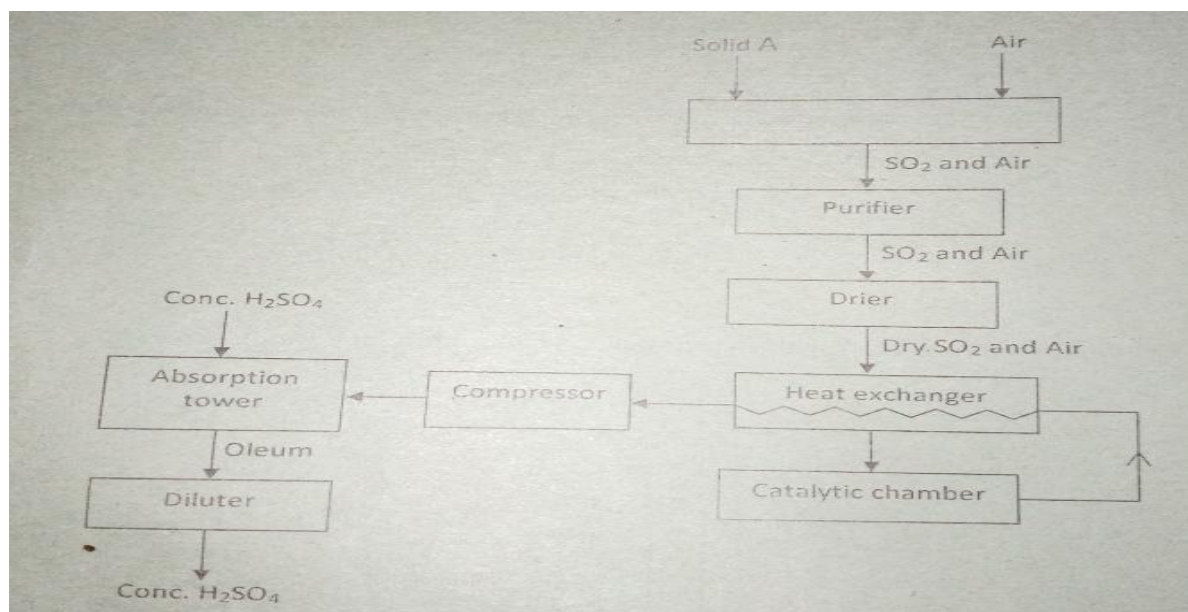 Solid A
Air
SO₂ and Air
Purifier
SO₂ and Air
Drier
Dry.SO₂ and Air
Heat exchanger
Catalytic chamber
Compressor
Conc. H₂SO₄
Absorption
tower
Oleum
Diluter
Conc. H₂SO₄